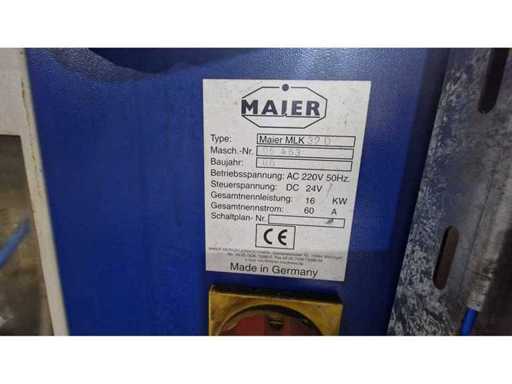 MAIER
Type: Maier MLK 32 D
Masch.-Nr.
Baujahr:
Betriebsspannung: AC 220V 50Hz.
Steuerspannung: DC 24V
Gesamtnennleistung: 16 KW
Gesamtnennstrom: 60 A
Schaltplan-Nr.
CE
Made in Germany